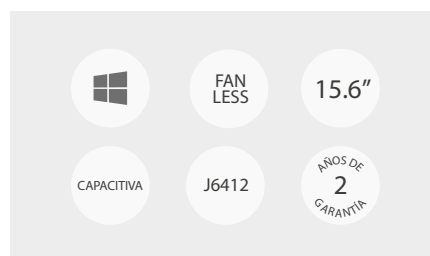 FAN
LESS
15.6”
CAPACITIVA
J6412
AÑOS DE
2
GARANTÍA